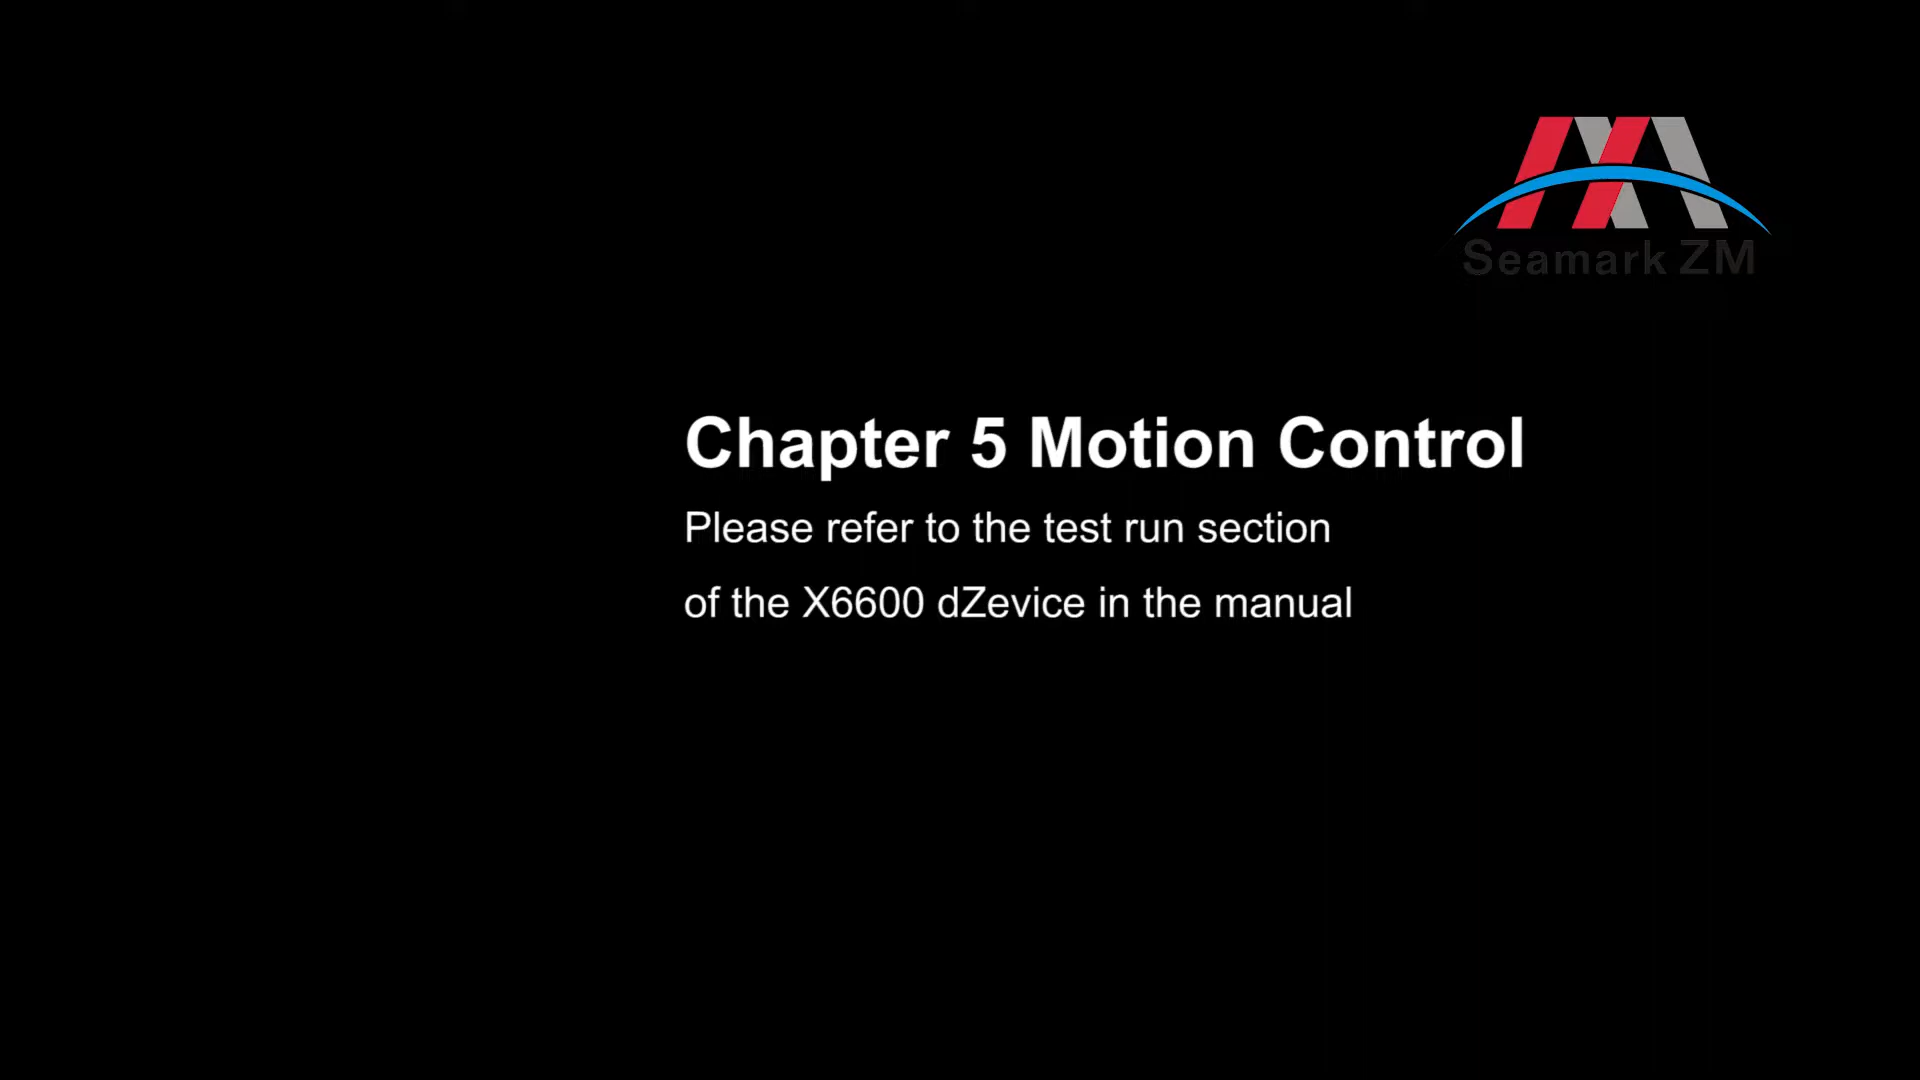 Seamark ZM
Chapter 5 Motion Control
Please refer to the test run section
of the X6600 dZevice in the manual